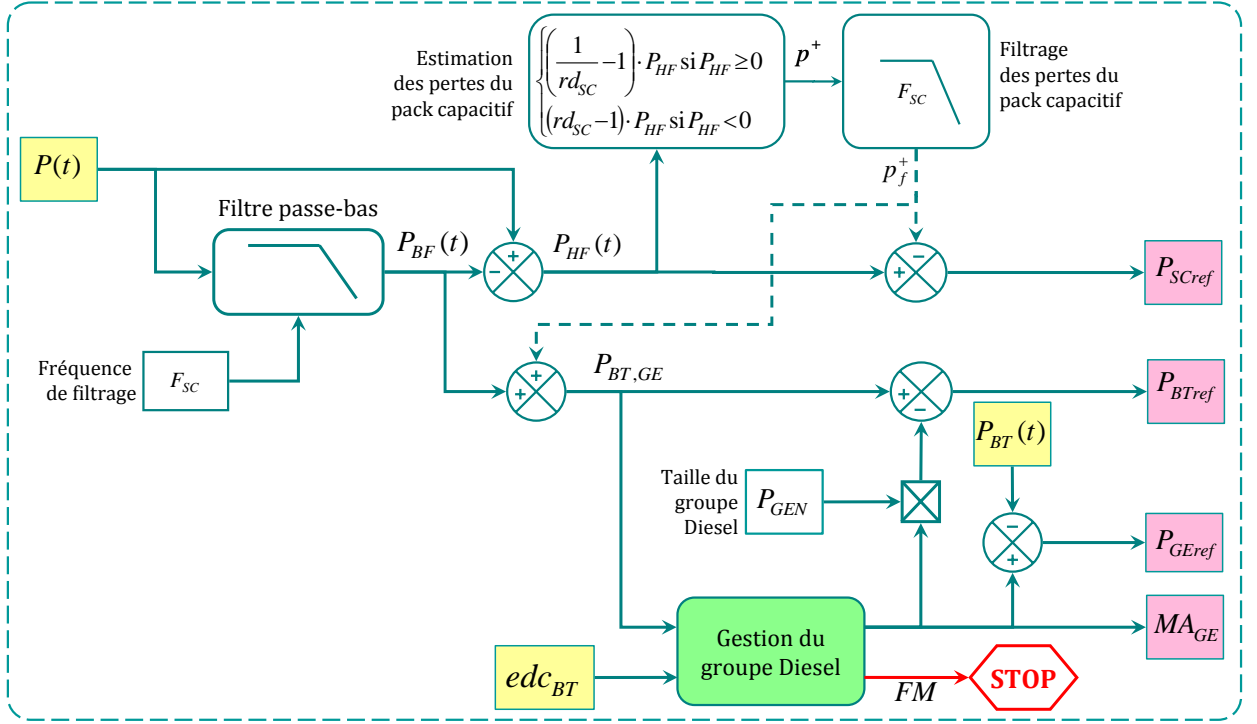 Estimation
des pertes du
pack capacitif
(1/rd_SC −1)·P_HF si P_HF ≥0
(rd_SC −1)·P_HF si P_HF <0
p⁺
F_SC
Filtrage
des pertes du
pack capacitif
p_f⁺
P(t)
Filtre passe-bas
P_BF(t)
+
−
P_HF(t)
+
−
P_SCref
Fréquence
de filtrage
F_SC
+
+
P_BT,GE
+
−
P_BTref
P_BT(t)
Taille du
groupe
Diesel
P_GEN
−
+
P_GEref
Gestion du
groupe Diesel
MA_GE
edc_BT
FM
STOP